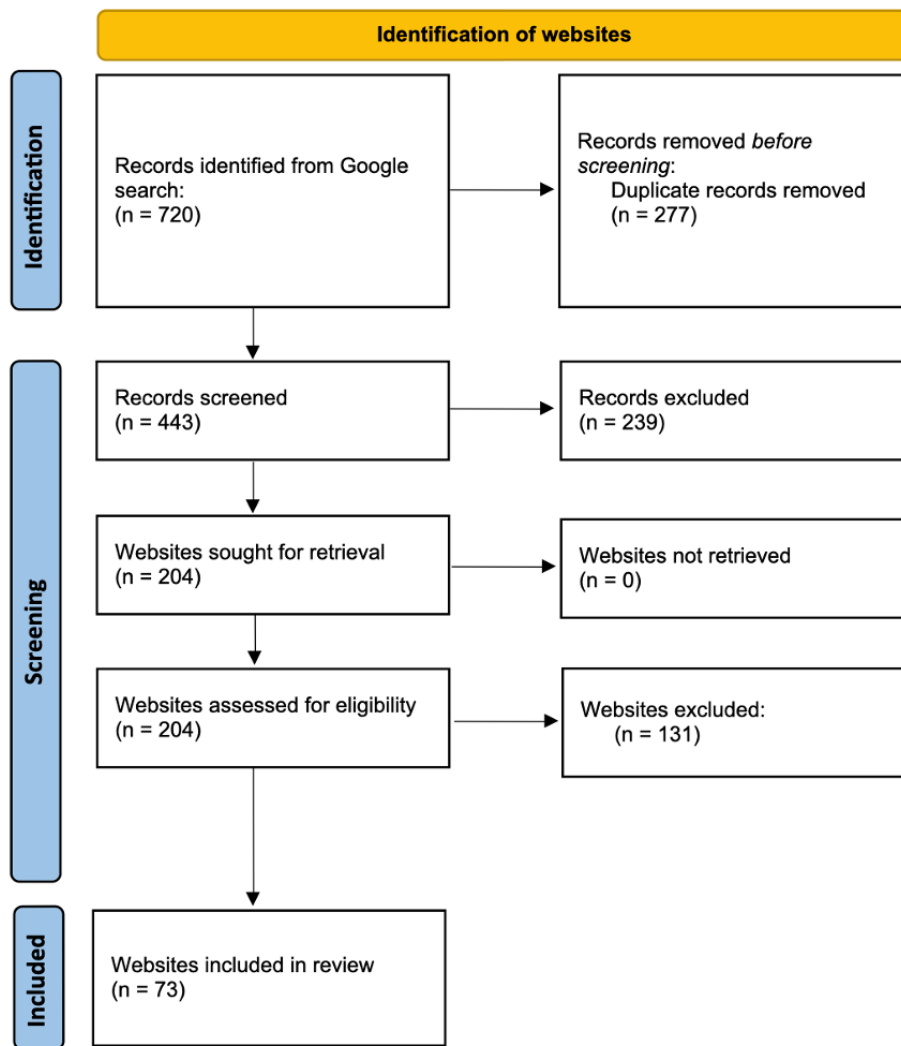 Identification of websites
Identification
Records identified from Google
search:
(n = 720)
Records removed before
screening:
Duplicate records removed
(n = 277)
Screening
Records screened
(n = 443)
Records excluded
(n = 239)
Websites sought for retrieval
(n = 204)
Websites not retrieved
(n = 0)
Websites assessed for eligibility
(n = 204)
Websites excluded:
(n = 131)
Included
Websites included in review
(n = 73)